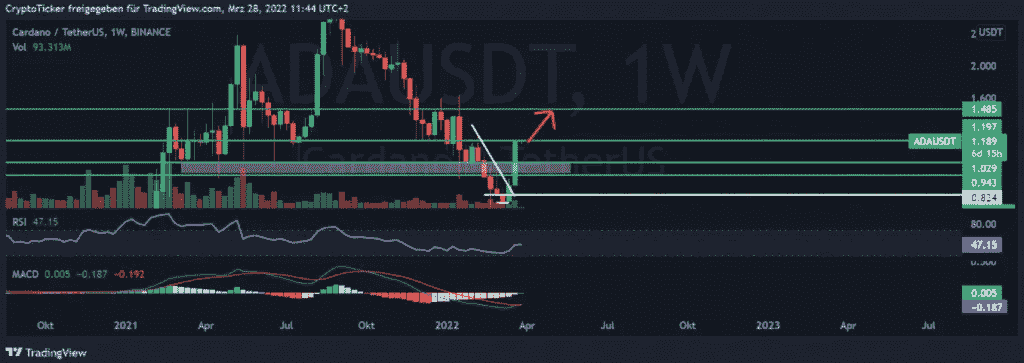 CryptoTicker freigegeben für TradingView.com, Mrz 28, 2022 11:44 UTC+2
Cardano / TetherUS, 1W, BINANCE
Vol 93.313M
ADAUSDT, 1W
Cardano / TetherUS
USDT
2.000
1.600
1.485
1.197
ADAUSDT 1.189
6d 15h
1.029
0.943
0.824
RSI 47.15
80.00
47.15
MACD 0.005 −0.187 −0.192
0.005
−0.187
Okt 2021 Apr Jul Okt 2022 Apr Jul Okt 2023 Apr Jul
TradingView